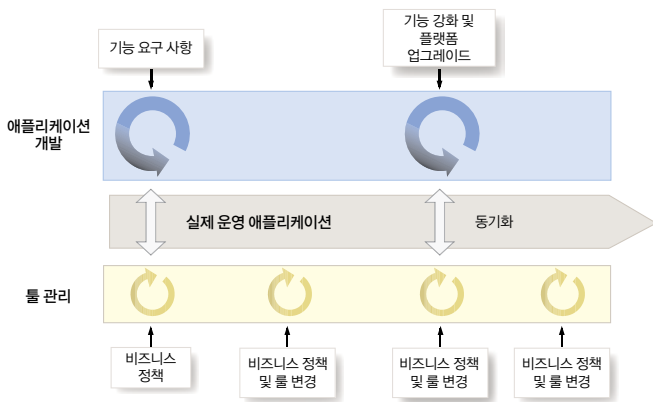 기능 요구 사항
기능 강화 및
플랫폼
업그레이드
애플리케이션
개발
실제 운영 애플리케이션
동기화
툴 관리
비즈니스
정책
비즈니스 정책
및 룰 변경
비즈니스 정책
및 룰 변경
비즈니스 정책
및 룰 변경